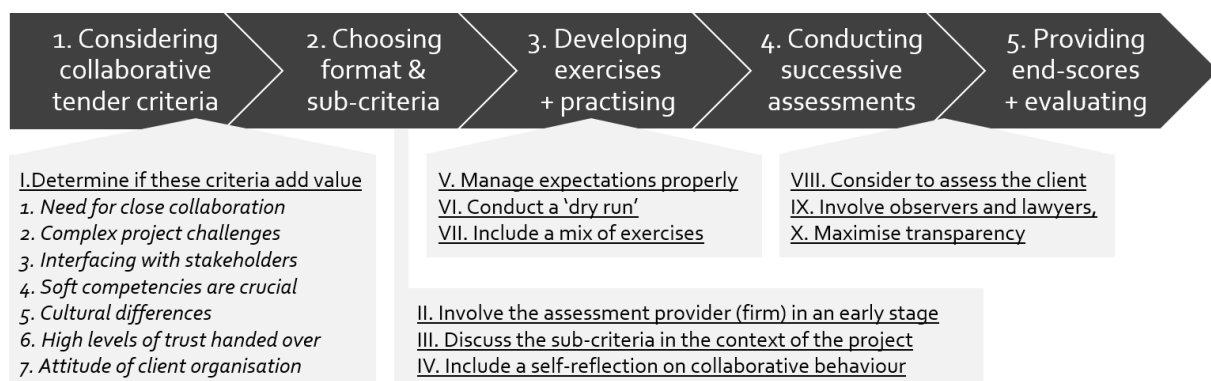 1. Considering
collaborative
tender criteria
2. Choosing
format &
sub-criteria
3. Developing
exercises
+ practising
4. Conducting
successive
assessments
5. Providing
end-scores
+ evaluating
I.Determine if these criteria add value
1. Need for close collaboration
2. Complex project challenges
3. Interfacing with stakeholders
4. Soft competencies are crucial
5. Cultural differences
6. High levels of trust handed over
7. Attitude of client organisation
II. Involve the assessment provider (firm) in an early stage
III. Discuss the sub-criteria in the context of the project
IV. Include a self-reflection on collaborative behaviour
V. Manage expectations properly
VI. Conduct a ‘dry run’
VII. Include a mix of exercises
VIII. Consider to assess the client
IX. Involve observers and lawyers,
X. Maximise transparency